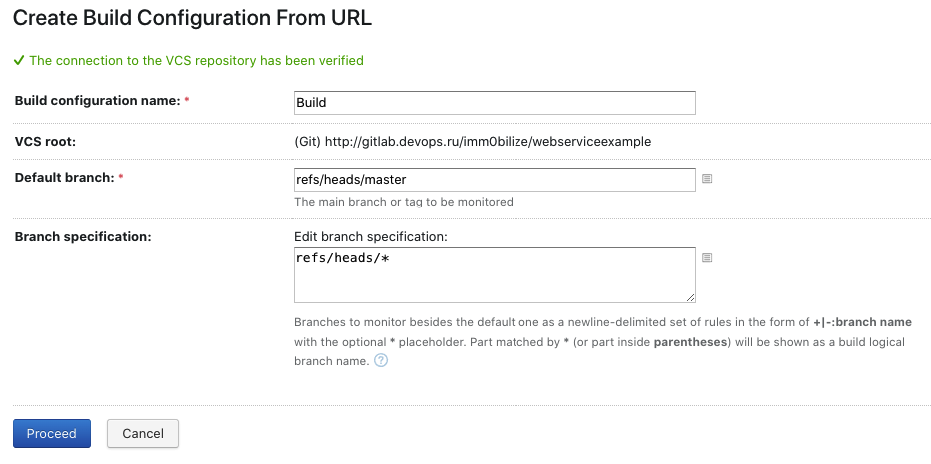 Create Build Configuration From URL
The connection to the VCS repository has been verified
Build configuration name: *
Build
VCS root:
(Git) http://gitlab.devops.ru/imm0bilize/webserviceexample
Default branch: *
refs/heads/master
The main branch or tag to be monitored
Branch specification:
Edit branch specification:
refs/heads/*
Branches to monitor besides the default one as a newline-delimited set of rules in the form of +|-:branch name
with the optional * placeholder. Part matched by * (or part inside parentheses) will be shown as a build logical
branch name. ?
Proceed
Cancel